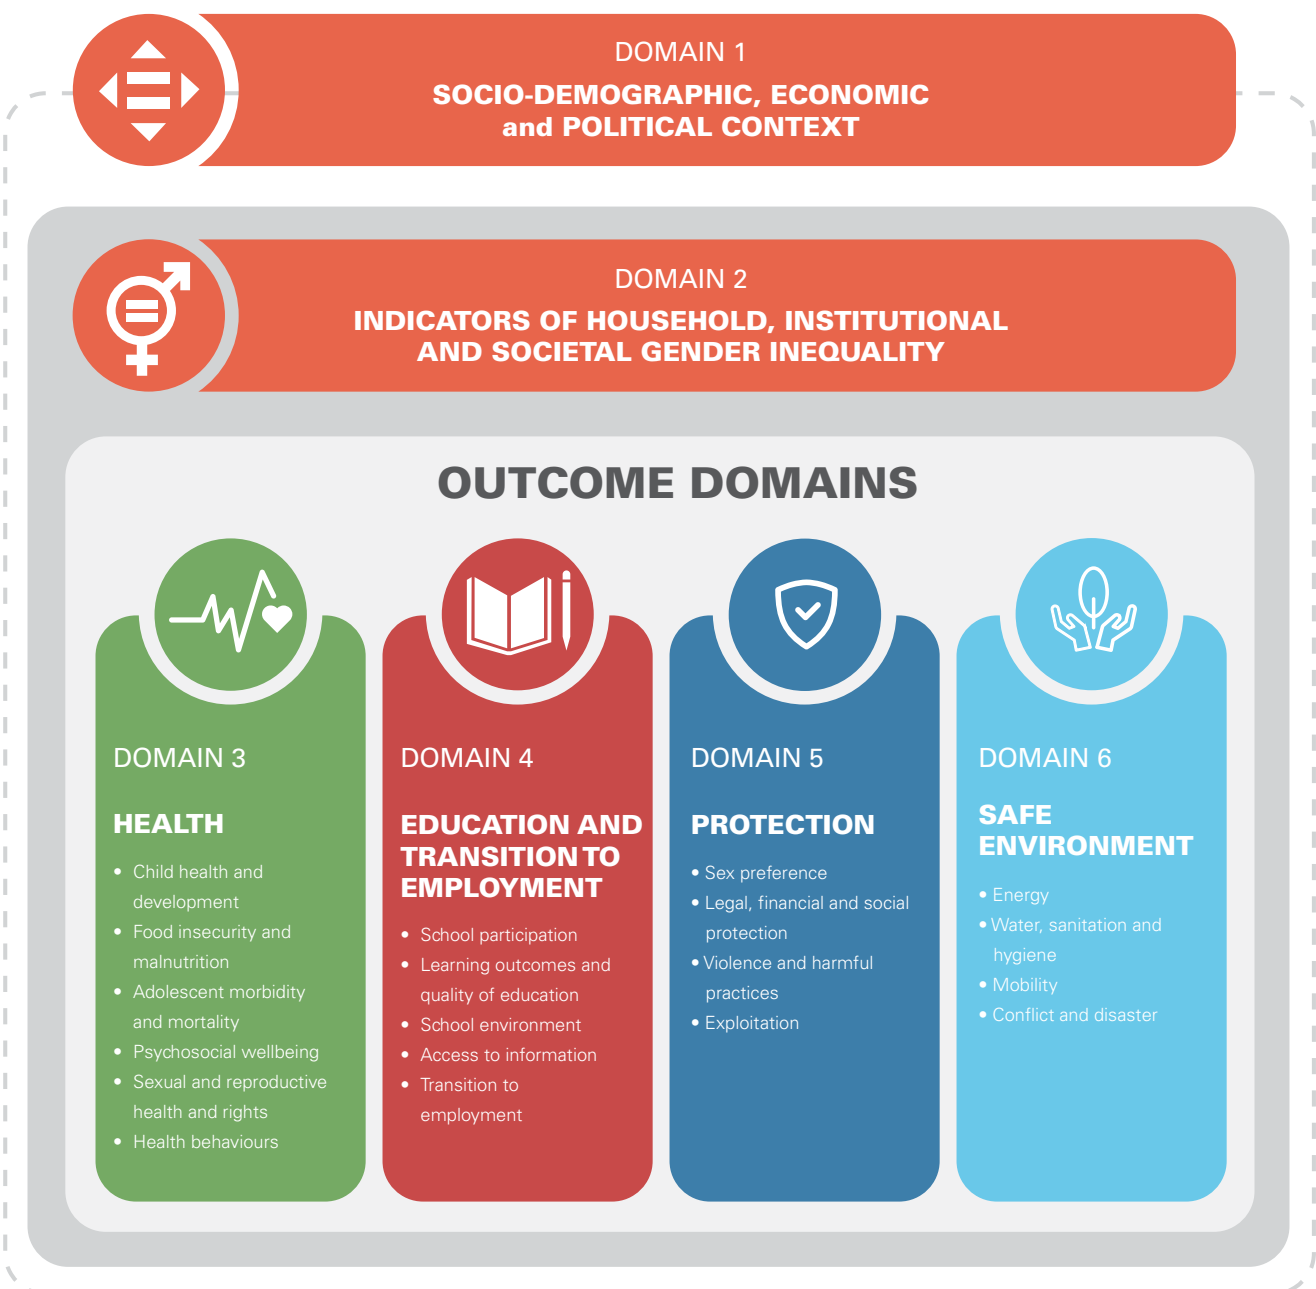 DOMAIN 1
SOCIO-DEMOGRAPHIC, ECONOMIC
and POLITICAL CONTEXT
DOMAIN 2
INDICATORS OF HOUSEHOLD, INSTITUTIONAL
AND SOCIETAL GENDER INEQUALITY
OUTCOME DOMAINS
DOMAIN 3
HEALTH
• Child health and
development
• Food insecurity and
malnutrition
• Adolescent morbidity
and mortality
• Psychosocial wellbeing
• Sexual and reproductive
health and rights
• Health behaviours
DOMAIN 4
EDUCATION AND
TRANSITION TO
EMPLOYMENT
• School participation
• Learning outcomes and
quality of education
• School environment
• Access to information
• Transition to
employment
DOMAIN 5
PROTECTION
• Sex preference
• Legal, financial and social
protection
• Violence and harmful
practices
• Exploitation
DOMAIN 6
SAFE
ENVIRONMENT
• Energy
• Water, sanitation and
hygiene
• Mobility
• Conflict and disaster